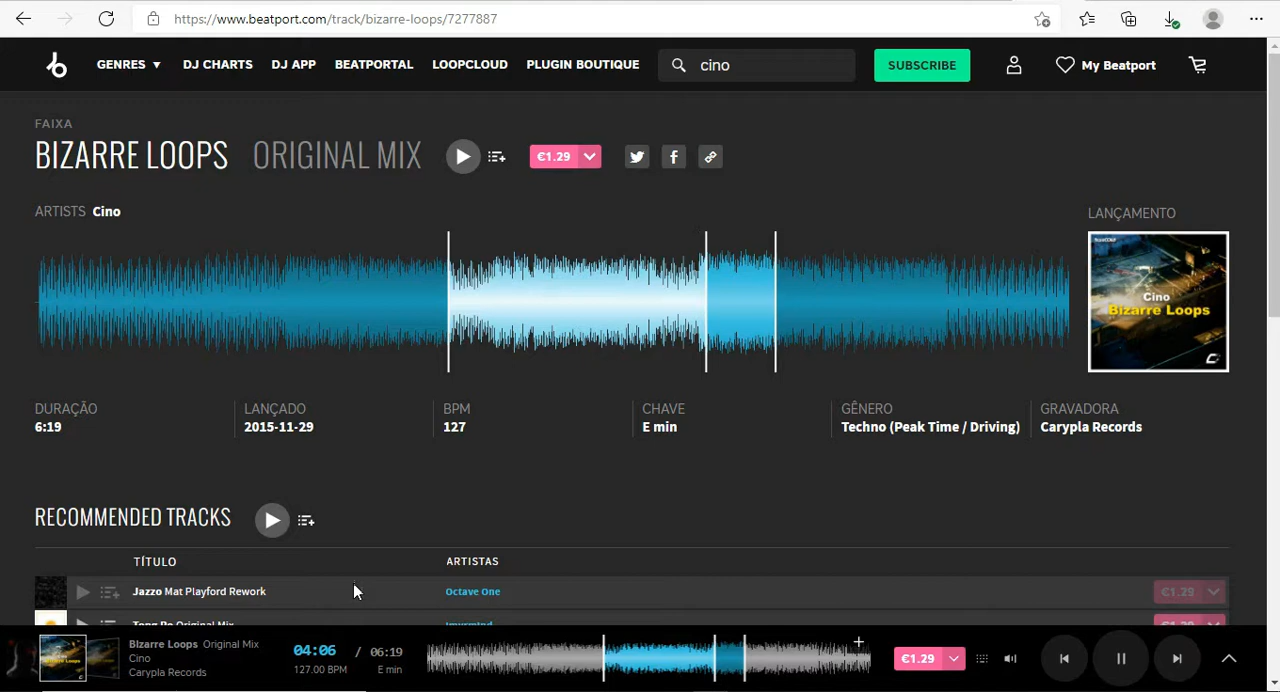 https://www.beatport.com/track/bizarre-loops/7277887
GENRES DJ CHARTS DJ APP BEATPORTAL LOOPCLOUD PLUGIN BOUTIQUE cino SUBSCRIBE My Beatport
FAIXA
BIZARRE LOOPS ORIGINAL MIX €1.29
ARTISTS Cino
LANÇAMENTO
Cino
Bizarre Loops
DURAÇÃO LANÇADO BPM CHAVE GÊNERO GRAVADORA
6:19 2015-11-29 127 E min Techno (Peak Time / Driving) Carypla Records
RECOMMENDED TRACKS
TÍTULO ARTISTAS
Jazzo Mat Playford Rework Octave One €1.29
Original Mix
BIzarre Loops Original Mix
Cino
Carypla Records
04:06 / 06:19
127.00 BPM E min
€1.29